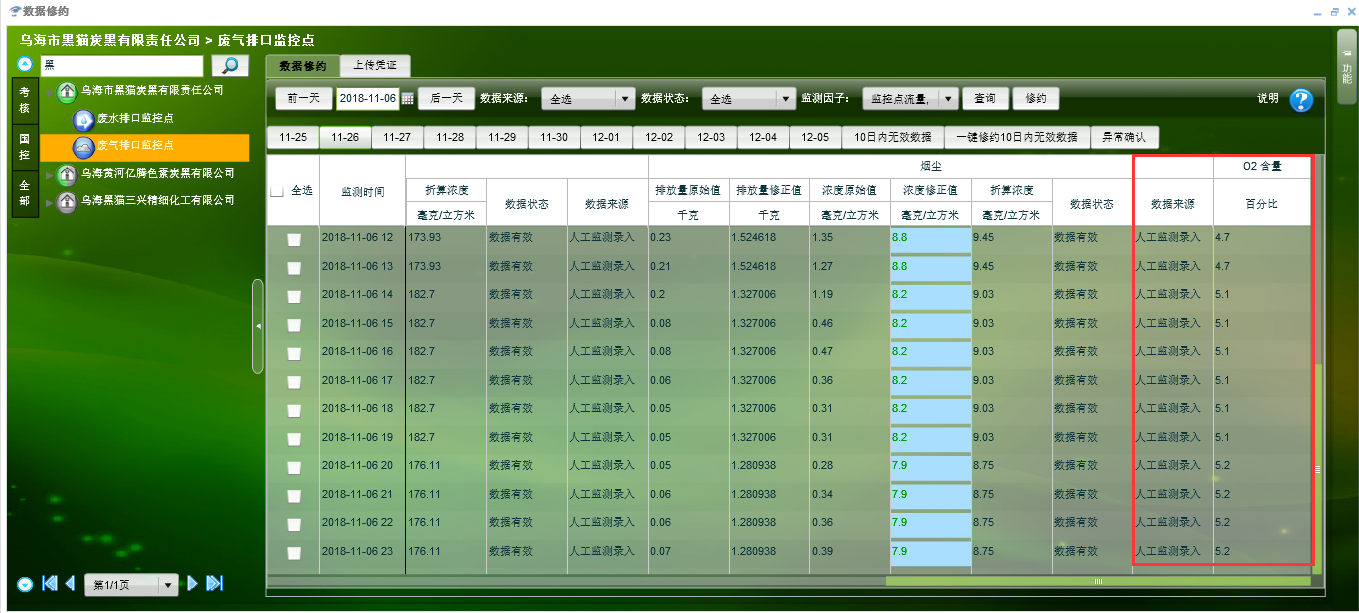 数据修约
乌海市黑猫炭黑有限责任公司 > 废气排口监控点
黑
考核
国控
全部
乌海市黑猫炭黑有限责任公司
废水排口监控点
废气排口监控点
乌海黄河亿腾色素炭黑有限公司
乌海黑猫三兴精细化工有限公司
第1/1页
功能
数据修约 上传凭证
前一天 2018-11-06 后一天 数据来源: 全选 数据状态: 全选 监测因子: 监控点流量, 查询 修约 说明 ?
11-25 11-26 11-27 11-28 11-29 11-30 12-01 12-02 12-03 12-04 12-05 10日内无效数据 一键修约10日内无效数据 异常确认
烟尘 O2 含量
全选 监测时间 折算浓度 数据状态 数据来源 排放量原始值 排放量修正值 浓度原始值 浓度修正值 折算浓度 数据状态 数据来源 百分比
毫克/立方米 千克 千克 毫克/立方米 毫克/立方米 毫克/立方米
2018-11-06 12 173.93 数据有效 人工监测录入 0.23 1.524618 1.35 8.8 9.45 数据有效 人工监测录入 4.7
2018-11-06 13 173.93 数据有效 人工监测录入 0.21 1.524618 1.27 8.8 9.45 数据有效 人工监测录入 4.7
2018-11-06 14 182.7 数据有效 人工监测录入 0.2 1.327006 1.19 8.2 9.03 数据有效 人工监测录入 5.1
2018-11-06 15 182.7 数据有效 人工监测录入 0.08 1.327006 0.46 8.2 9.03 数据有效 人工监测录入 5.1
2018-11-06 16 182.7 数据有效 人工监测录入 0.08 1.327006 0.47 8.2 9.03 数据有效 人工监测录入 5.1
2018-11-06 17 182.7 数据有效 人工监测录入 0.06 1.327006 0.36 8.2 9.03 数据有效 人工监测录入 5.1
2018-11-06 18 182.7 数据有效 人工监测录入 0.05 1.327006 0.31 8.2 9.03 数据有效 人工监测录入 5.1
2018-11-06 19 182.7 数据有效 人工监测录入 0.05 1.327006 0.31 8.2 9.03 数据有效 人工监测录入 5.1
2018-11-06 20 176.11 数据有效 人工监测录入 0.05 1.280938 0.28 7.9 8.75 数据有效 人工监测录入 5.2
2018-11-06 21 176.11 数据有效 人工监测录入 0.06 1.280938 0.34 7.9 8.75 数据有效 人工监测录入 5.2
2018-11-06 22 176.11 数据有效 人工监测录入 0.06 1.280938 0.36 7.9 8.75 数据有效 人工监测录入 5.2
2018-11-06 23 176.11 数据有效 人工监测录入 0.07 1.280938 0.39 7.9 8.75 数据有效 人工监测录入 5.2